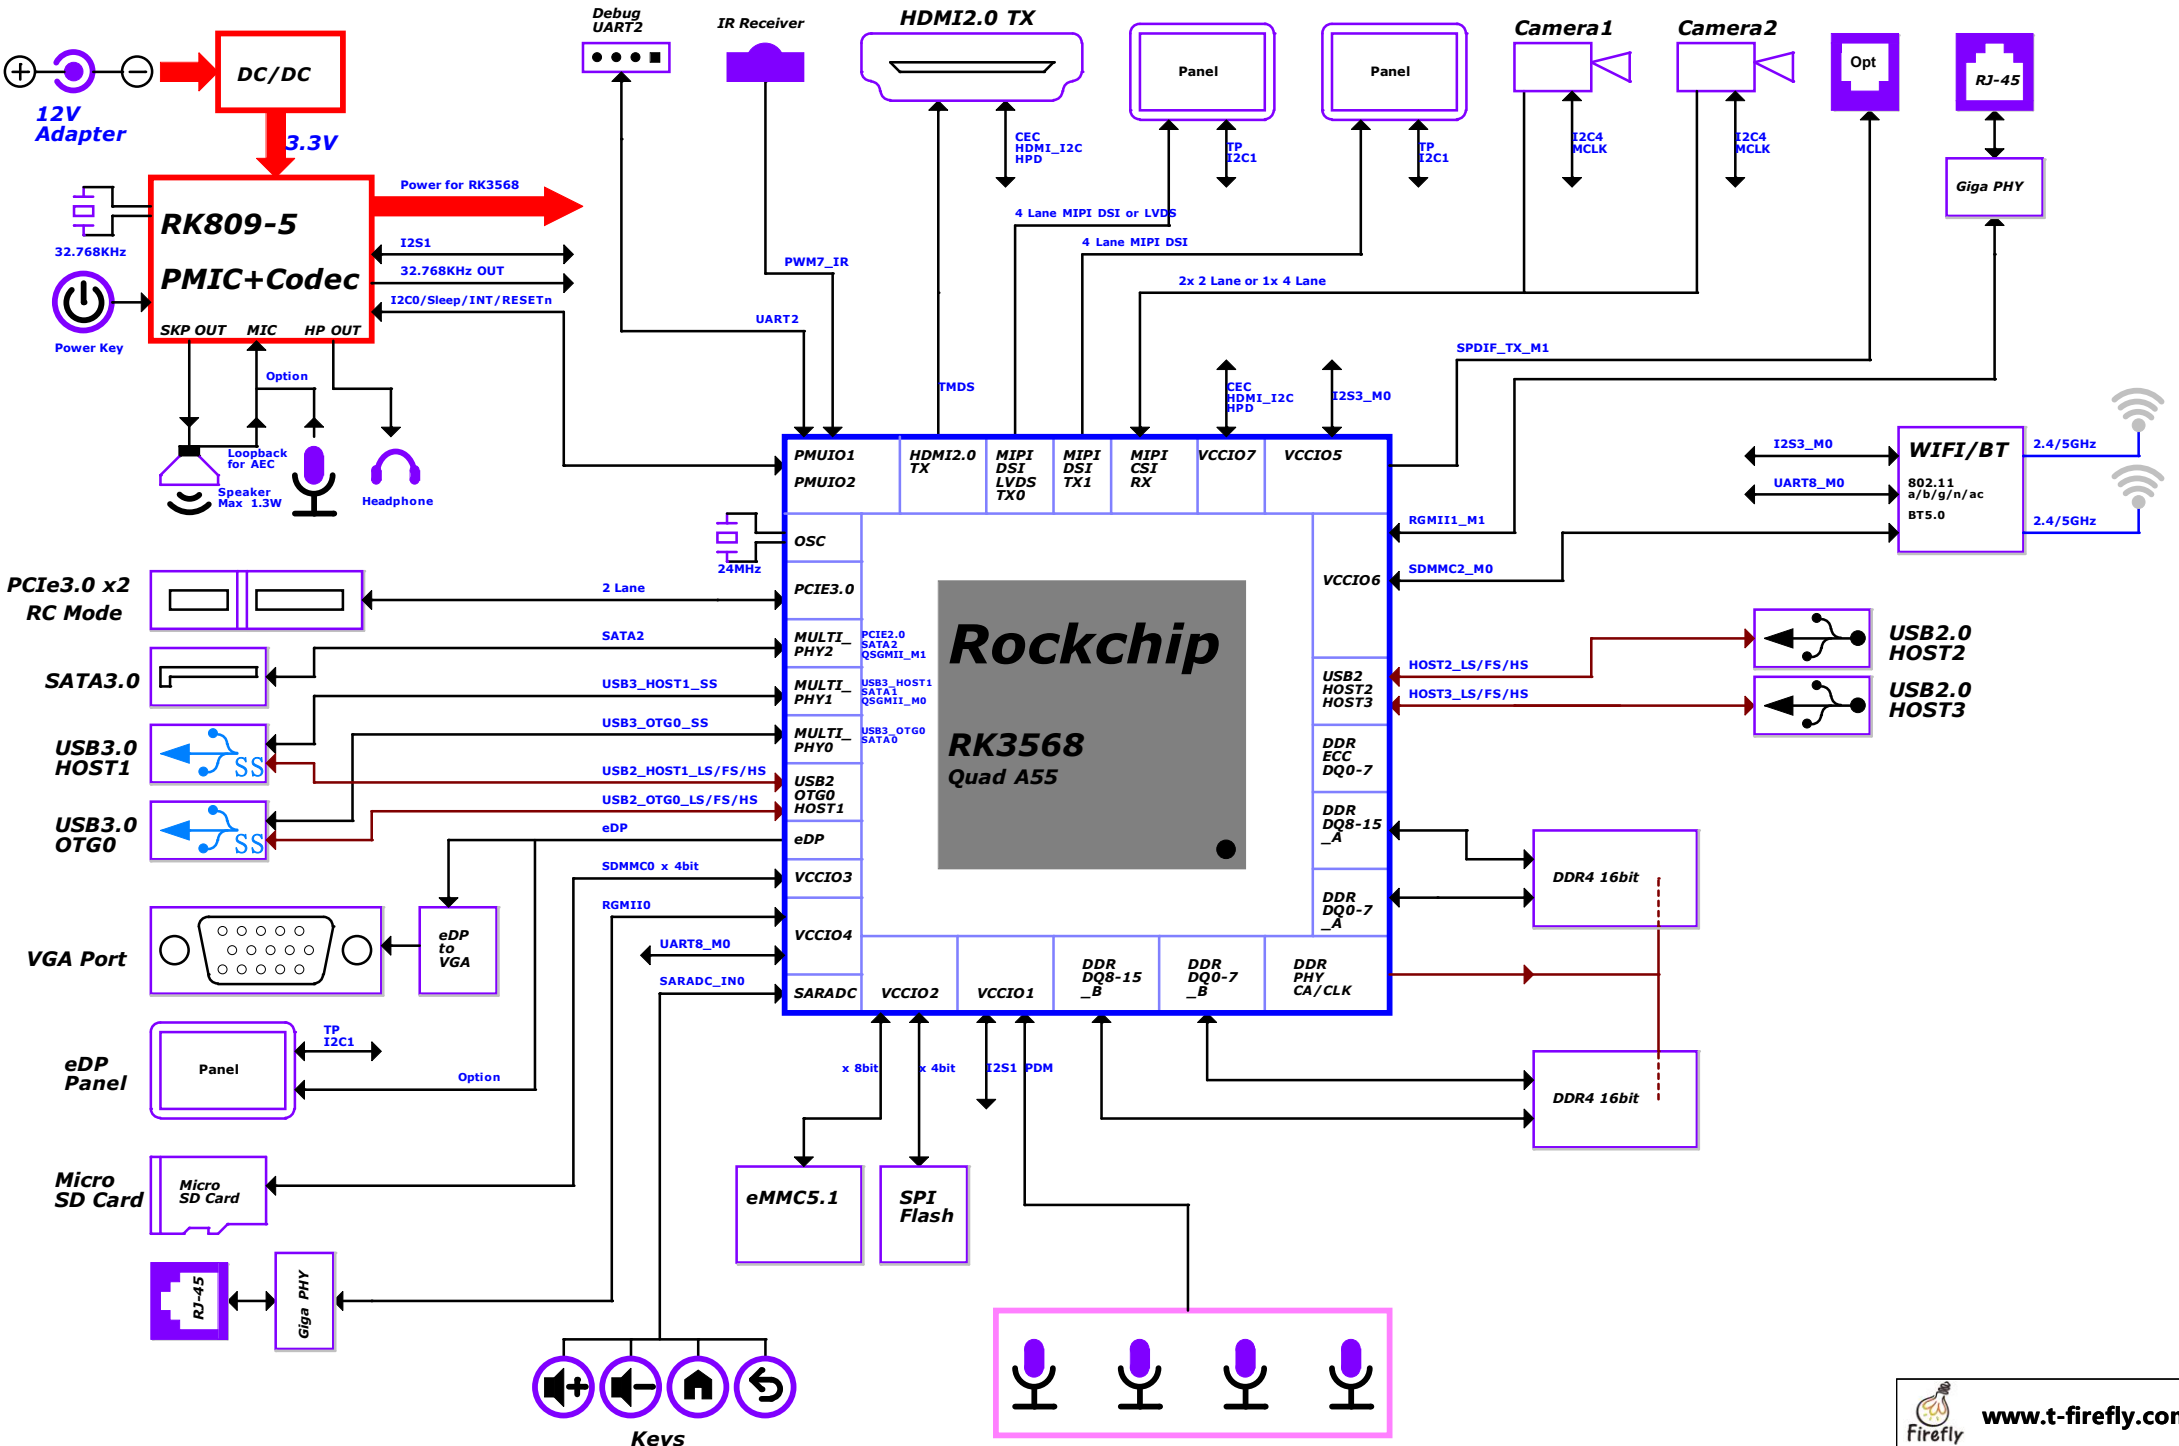 Debug
UART2
IR Receiver
HDMI2.0 TX
Camera1
Camera2
DC/DC
12V
Adapter
3.3V
Panel
Panel
Opt
RJ-45
CEC
HDMI_I2C
HPD
TP
I2C1
TP
I2C1
I2C4
MCLK
I2C4
MCLK
Giga PHY
Power for RK3568
RK809-5
PMIC+Codec
32.768KHz
I2S1
32.768KHz OUT
I2C0/Sleep/INT/RESETn
SKP OUT
MIC
HP OUT
Power Key
4 Lane MIPI DSI or LVDS
4 Lane MIPI DSI
PWM7_IR
2x 2 Lane or 1x 4 Lane
UART2
SPDIF_TX_M1
Option
TMDS
CEC
HDMI_I2C
HPD
I2S3_M0
Loopback
for AEC
Speaker
Max 1.3W
Headphone
PMUIO1
PMUIO2
HDMI2.0
TX
MIPI
DSI
LVDS
TX0
MIPI
DSI
TX1
MIPI
CSI
RX
VCCIO7
VCCIO5
I2S3_M0
UART8_M0
WIFI/BT
802.11
a/b/g/n/ac
BT5.0
2.4/5GHz
2.4/5GHz
RGMII1_M1
SDMMC2_M0
24MHz
OSC
PCIe3.0 x2
RC Mode
2 Lane
PCIE3.0
VCCIO6
SATA3.0
SATA2
MULTI_
PHY2
PCIE2.0
SATA2
QSGMII_M1
USB3_HOST1_SS
MULTI_
PHY1
USB3_HOST1
SATA1
QSGMII_M0
USB3.0
HOST1
SS
USB3_OTG0_SS
MULTI_
PHY0
USB3_OTG0
SATA0
USB2_HOST1_LS/FS/HS
USB2_OTG0_LS/FS/HS
USB2
OTG0
HOST1
USB3.0
OTG0
SS
Rockchip
RK3568
Quad A55
HOST2_LS/FS/HS
HOST3_LS/FS/HS
USB2
HOST2
HOST3
USB2.0
HOST2
USB2.0
HOST3
DDR
ECC
DQ0-7
DDR
DQ8-15
_A
DDR
DQ0-7
_A
DDR4 16bit
eDP
eDP
SDMMC0 x 4bit
VCCIO3
RGMII0
VCCIO4
UART8_M0
SARADC_IN0
SARADC
VCCIO2
VCCIO1
DDR
DQ8-15
_B
DDR
DQ0-7
_B
DDR
PHY
CA/CLK
VGA Port
eDP
to
VGA
eDP
Panel
Panel
TP
I2C1
Option
x 8bit
x 4bit
I2S1
PDM
DDR4 16bit
Micro
SD Card
Micro
SD Card
eMMC5.1
SPI
Flash
RJ-45
Giga PHY
Keys
Firefly
www.t-firefly.com